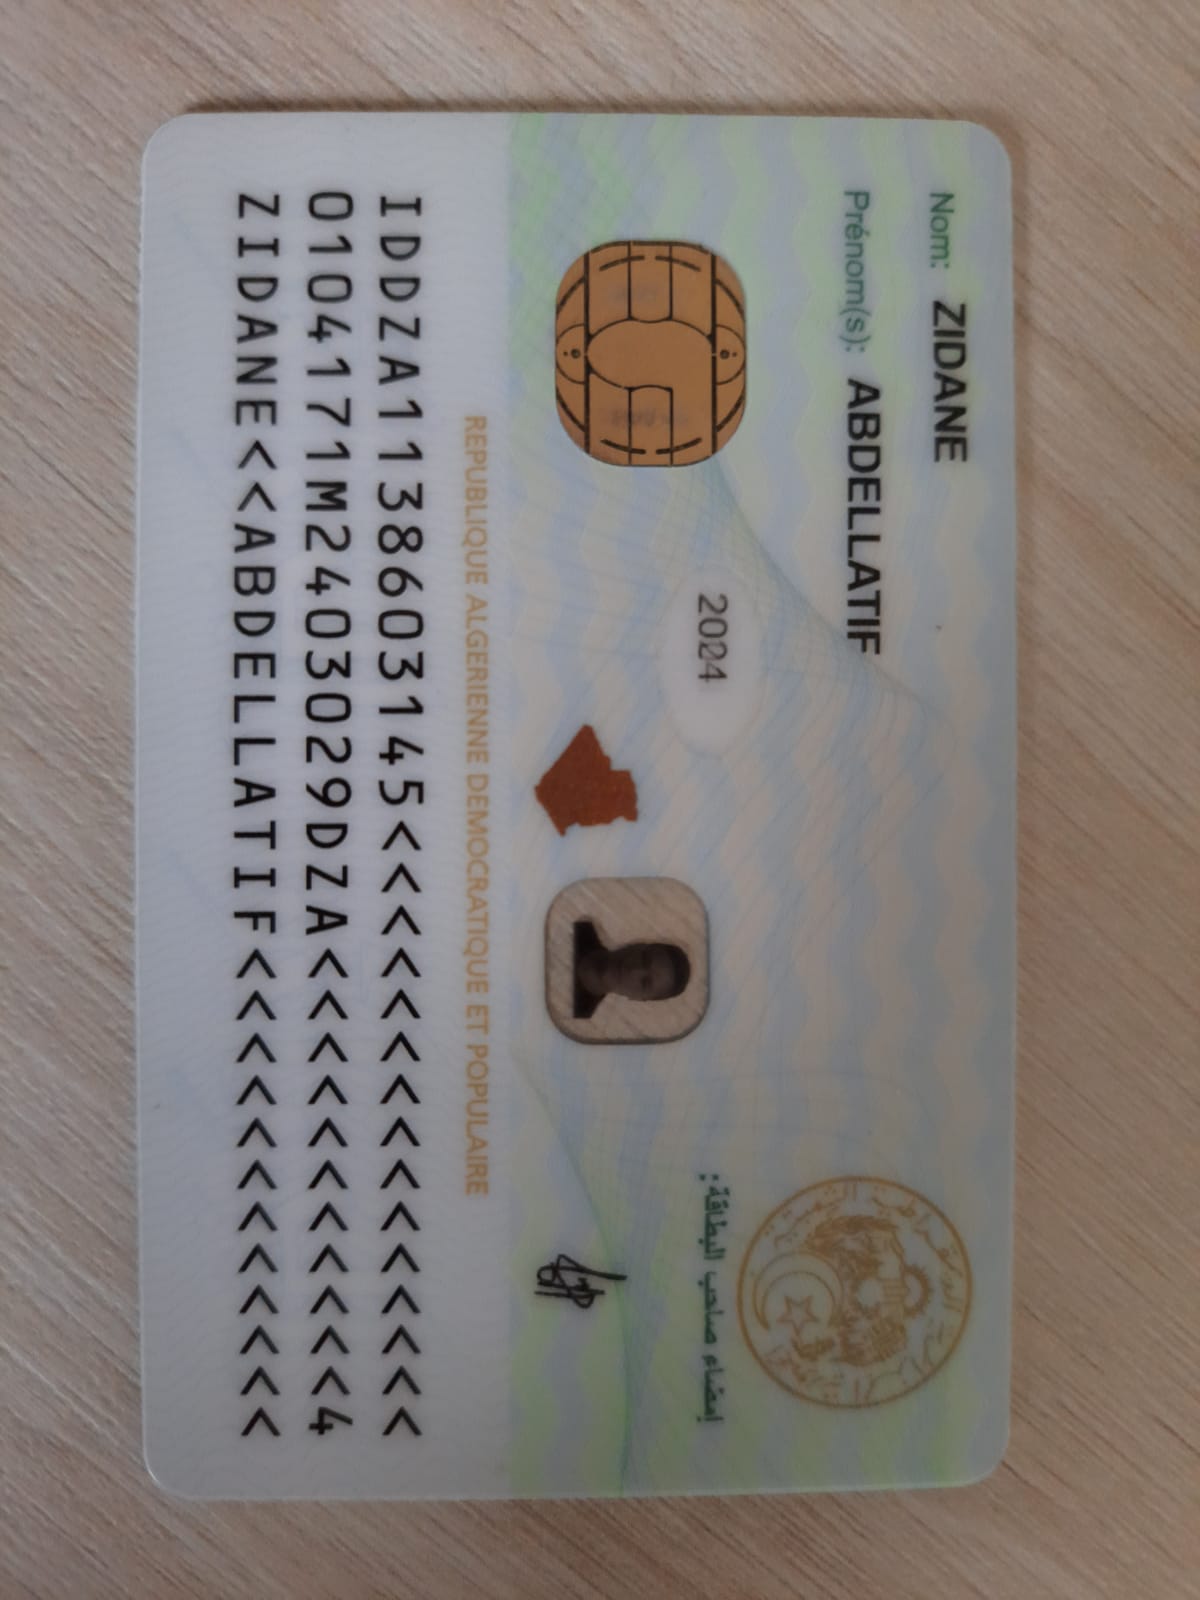 Nom: ZIDANE
Prénom(s): ABDELLATIF
2024
إمضاء صاحب البطاقة:
REPUBLIQUE ALGERIENNE DEMOCRATIQUE ET POPULAIRE
IDDZA1138603145<<<<<<<<<<<<<<<
0104171M2403029DZA<<<<<<<<<<<4
ZIDANE<<ABDELLATIF<<<<<<<<<<<<